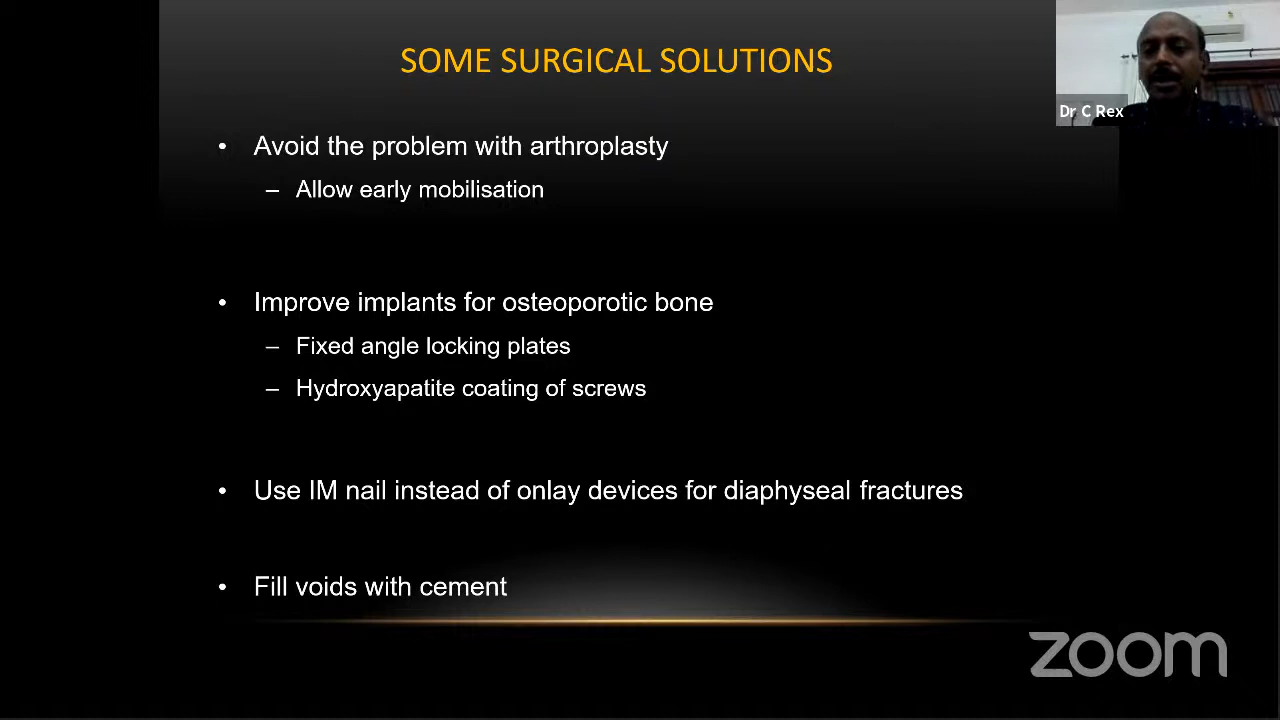 SOME SURGICAL SOLUTIONS
Dr C Rex
• Avoid the problem with arthroplasty
– Allow early mobilisation
• Improve implants for osteoporotic bone
– Fixed angle locking plates
– Hydroxyapatite coating of screws
• Use IM nail instead of onlay devices for diaphyseal fractures
• Fill voids with cement
zoom